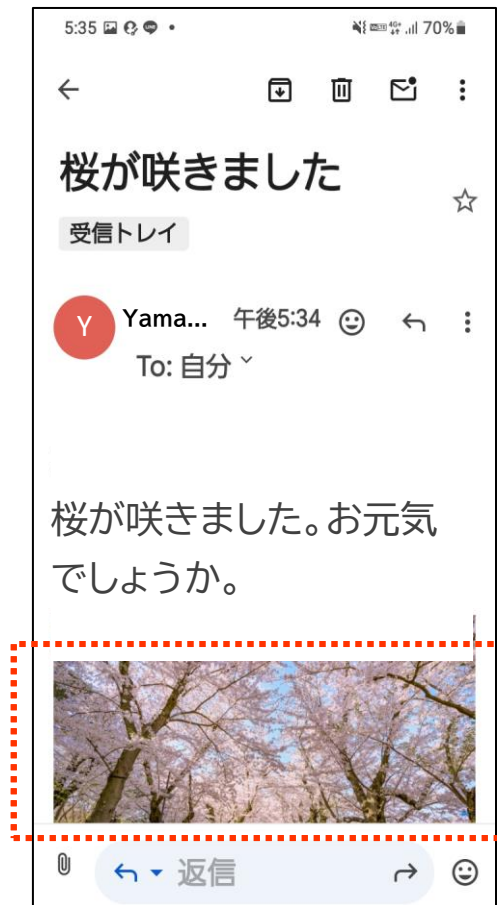 5:35 4G+ 70%
桜が咲きました
受信トレイ
Y Yama... 午後5:34
To: 自分
桜が咲きました。お元気
でしょうか。
返信